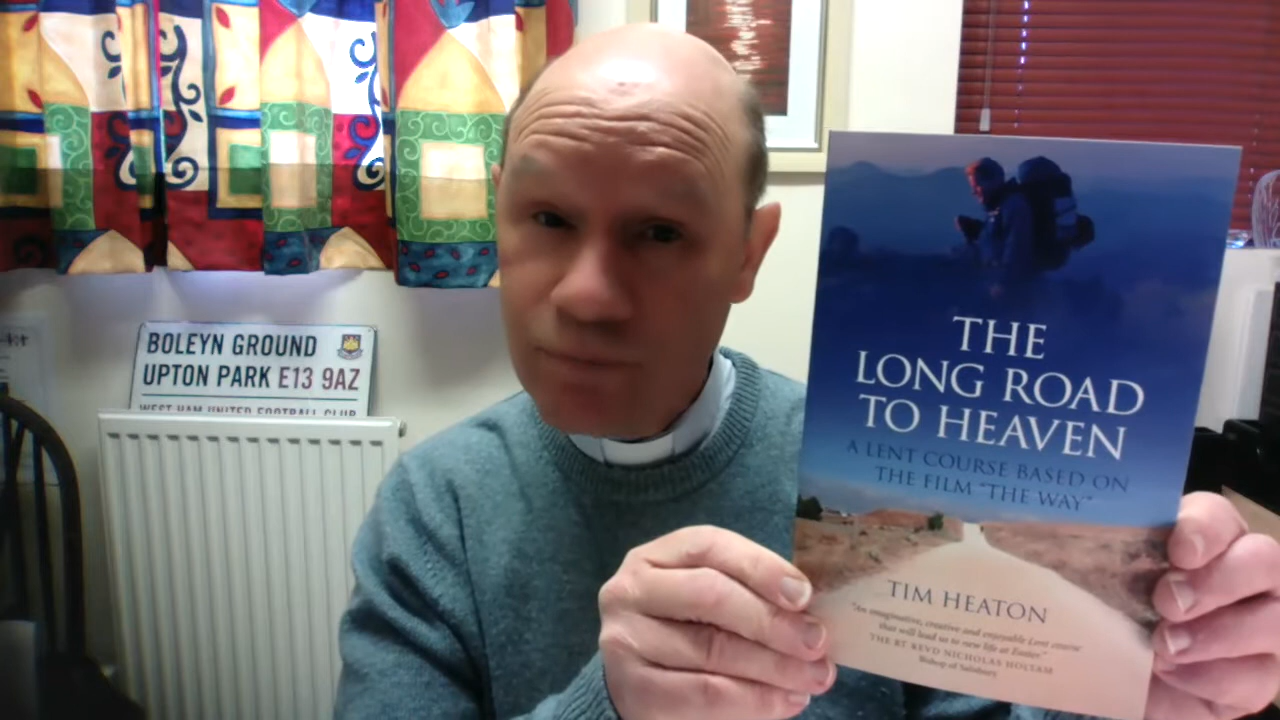 BOLEYN GROUND
UPTON PARK E13 9AZ
WEST HAM UNITED FOOTBALL CLUB
THE
LONG ROAD
TO HEAVEN
A LENT COURSE BASED ON
THE FILM "THE WAY"
TIM HEATON
"An imaginative, creative and enjoyable Lent course
that will lead us to new life at Easter."
THE RT REVD NICHOLAS HOLTAM
Bishop of Salisbury